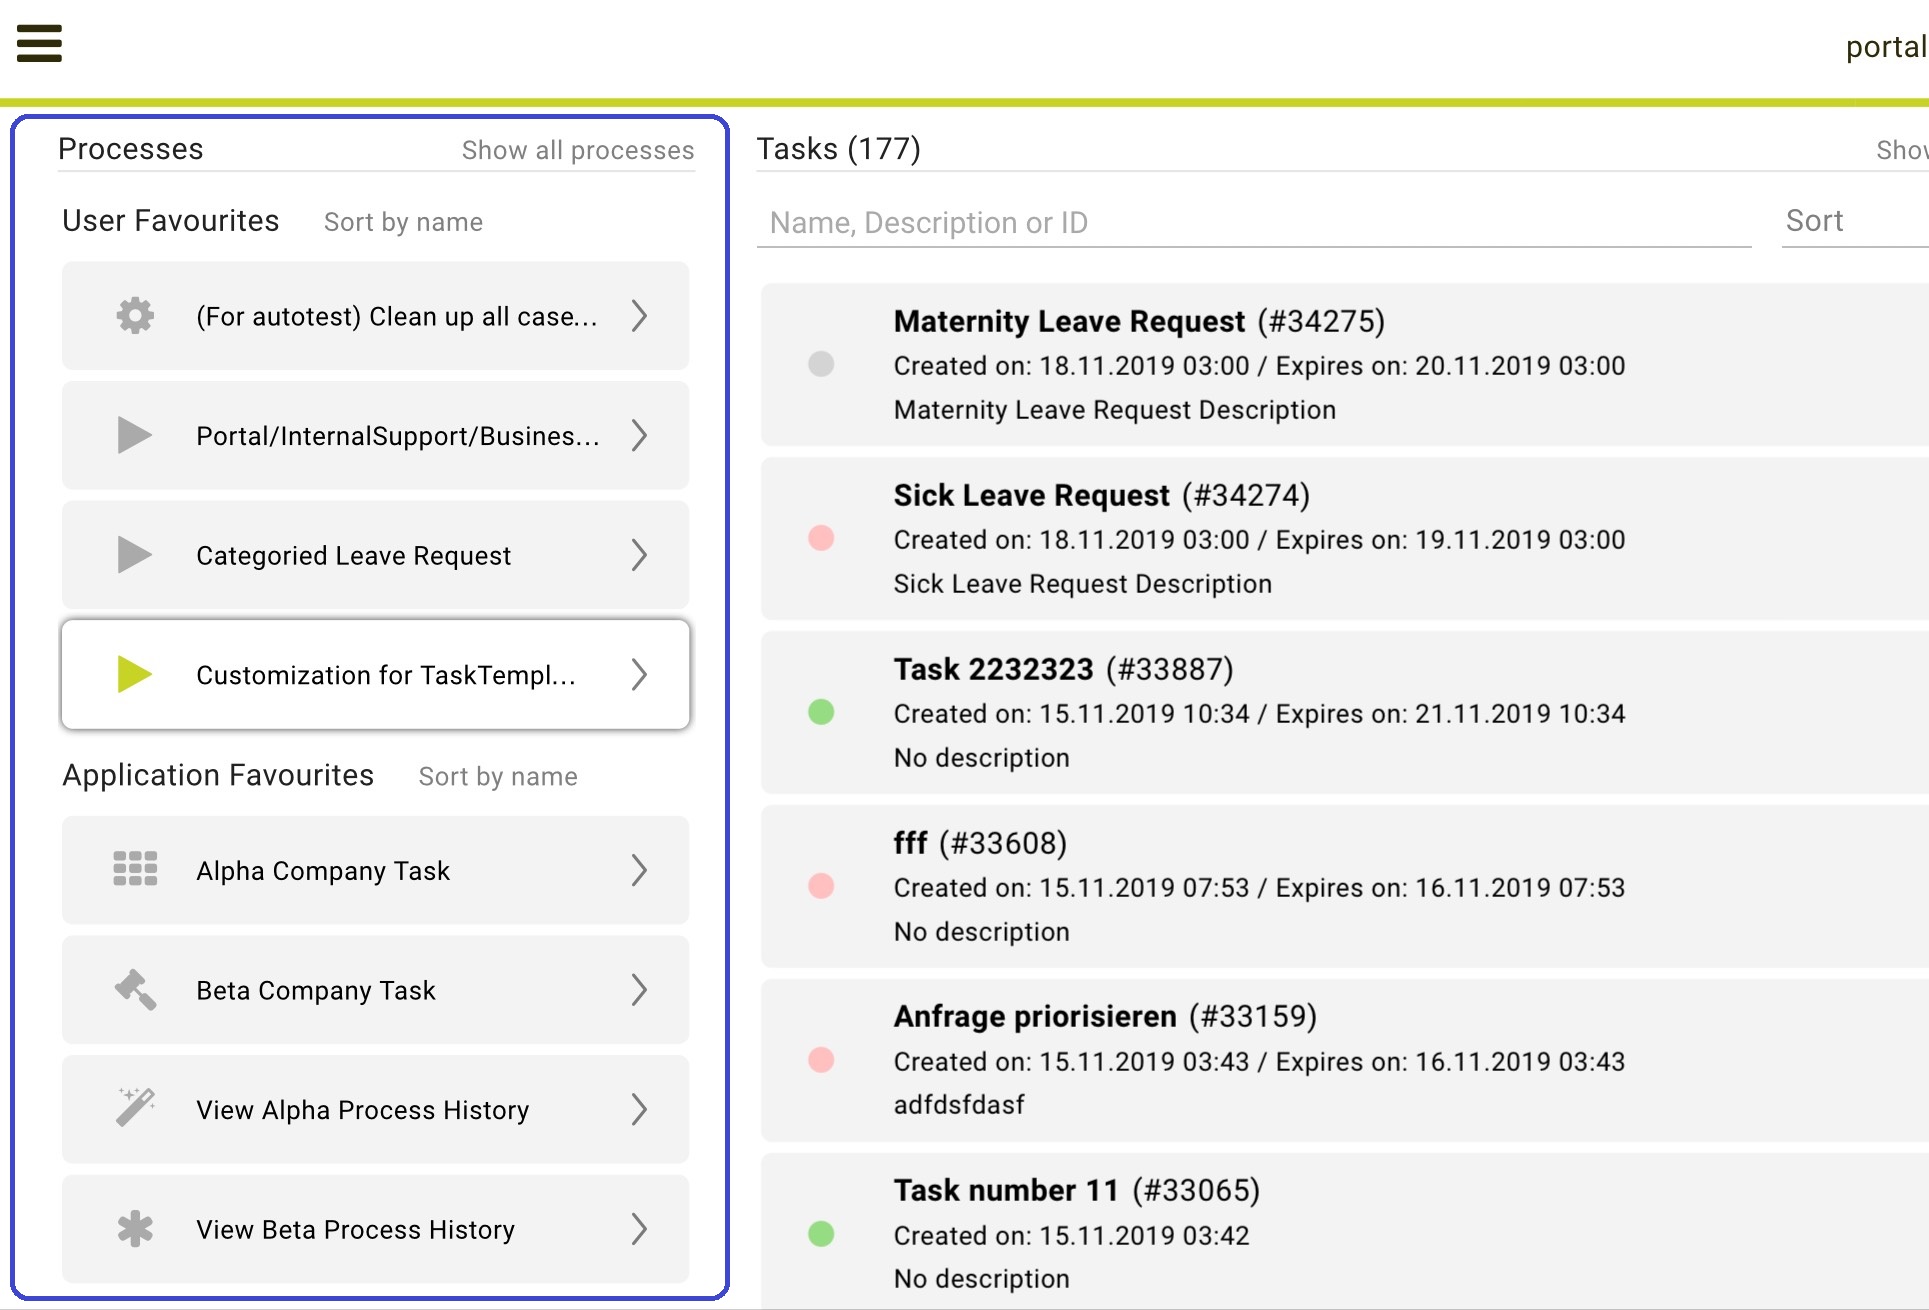 portal
Processes
Show all processes
User Favourites
Sort by name
(For autotest) Clean up all case...
Portal/InternalSupport/Busines...
Categoried Leave Request
Customization for TaskTempl...
Application Favourites
Sort by name
Alpha Company Task
Beta Company Task
View Alpha Process History
View Beta Process History
Tasks (177)
Show
Name, Description or ID
Sort
Maternity Leave Request (#34275)
Created on: 18.11.2019 03:00 / Expires on: 20.11.2019 03:00
Maternity Leave Request Description
Sick Leave Request (#34274)
Created on: 18.11.2019 03:00 / Expires on: 19.11.2019 03:00
Sick Leave Request Description
Task 2232323 (#33887)
Created on: 15.11.2019 10:34 / Expires on: 21.11.2019 10:34
No description
fff (#33608)
Created on: 15.11.2019 07:53 / Expires on: 16.11.2019 07:53
No description
Anfrage priorisieren (#33159)
Created on: 15.11.2019 03:43 / Expires on: 16.11.2019 03:43
adfdsfdasf
Task number 11 (#33065)
Created on: 15.11.2019 03:42
No description